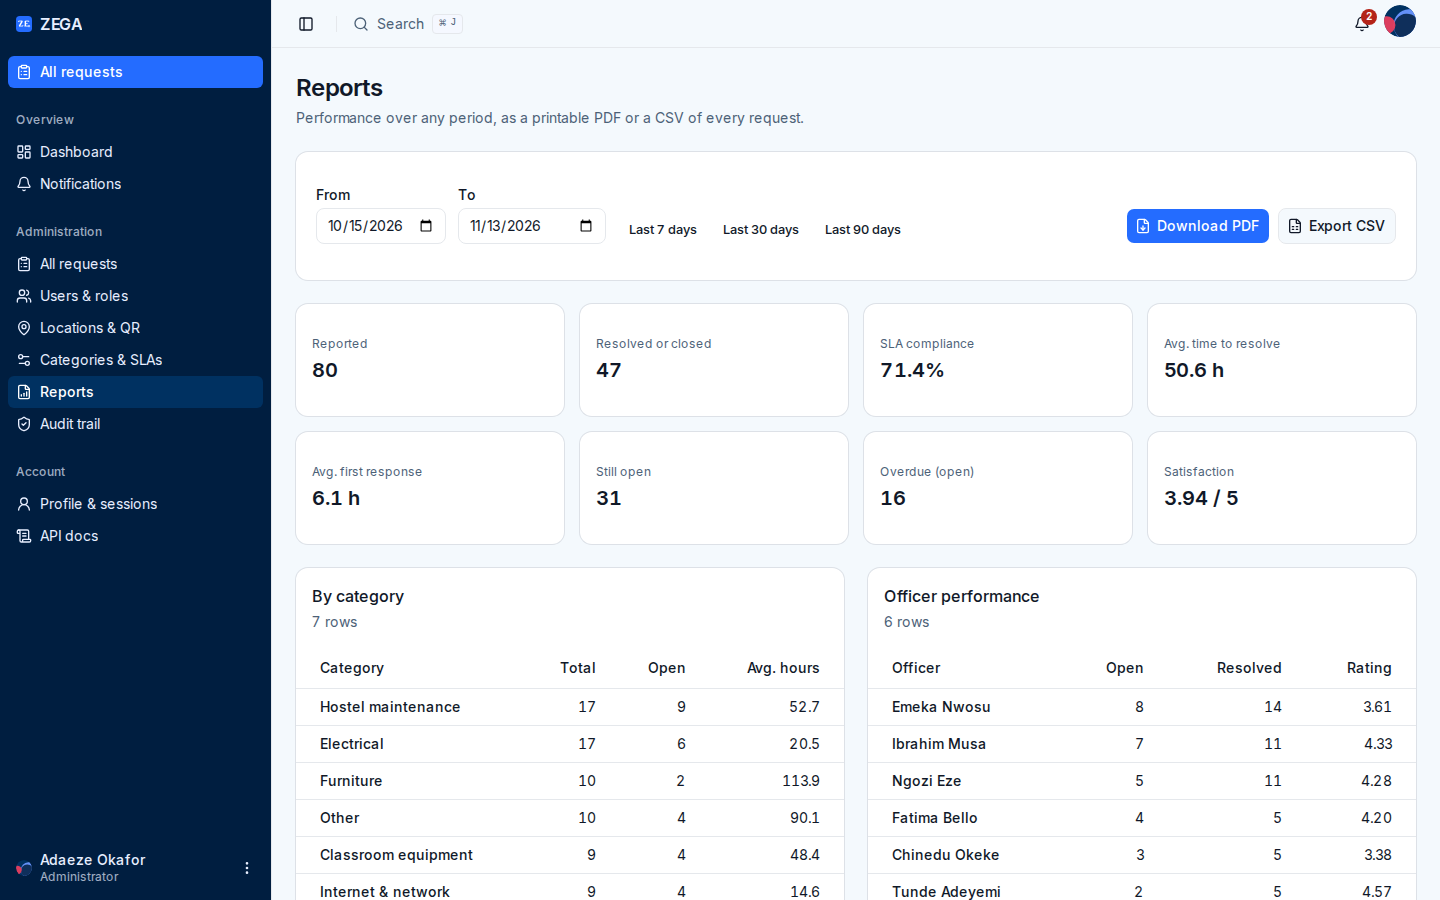 ZE
ZEGA
All requests
Overview
Dashboard
Notifications
Administration
All requests
Users & roles
Locations & QR
Categories & SLAs
Reports
Audit trail
Account
Profile & sessions
API docs
Adaeze Okafor
Administrator
Search ⌘ J
2
Reports
Performance over any period, as a printable PDF or a CSV of every request.
From To
10/15/2026 11/13/2026 Last 7 days Last 30 days Last 90 days Download PDF Export CSV
Reported Resolved or closed SLA compliance Avg. time to resolve
80 47 71.4% 50.6 h
Avg. first response Still open Overdue (open) Satisfaction
6.1 h 31 16 3.94 / 5
By category
7 rows
Category Total Open Avg. hours
Hostel maintenance 17 9 52.7
Electrical 17 6 20.5
Furniture 10 2 113.9
Other 10 4 90.1
Classroom equipment 9 4 48.4
Internet & network 9 4 14.6
Officer performance
6 rows
Officer Open Resolved Rating
Emeka Nwosu 8 14 3.61
Ibrahim Musa 7 11 4.33
Ngozi Eze 5 11 4.28
Fatima Bello 4 5 4.20
Chinedu Okeke 3 5 3.38
Tunde Adeyemi 2 5 4.57